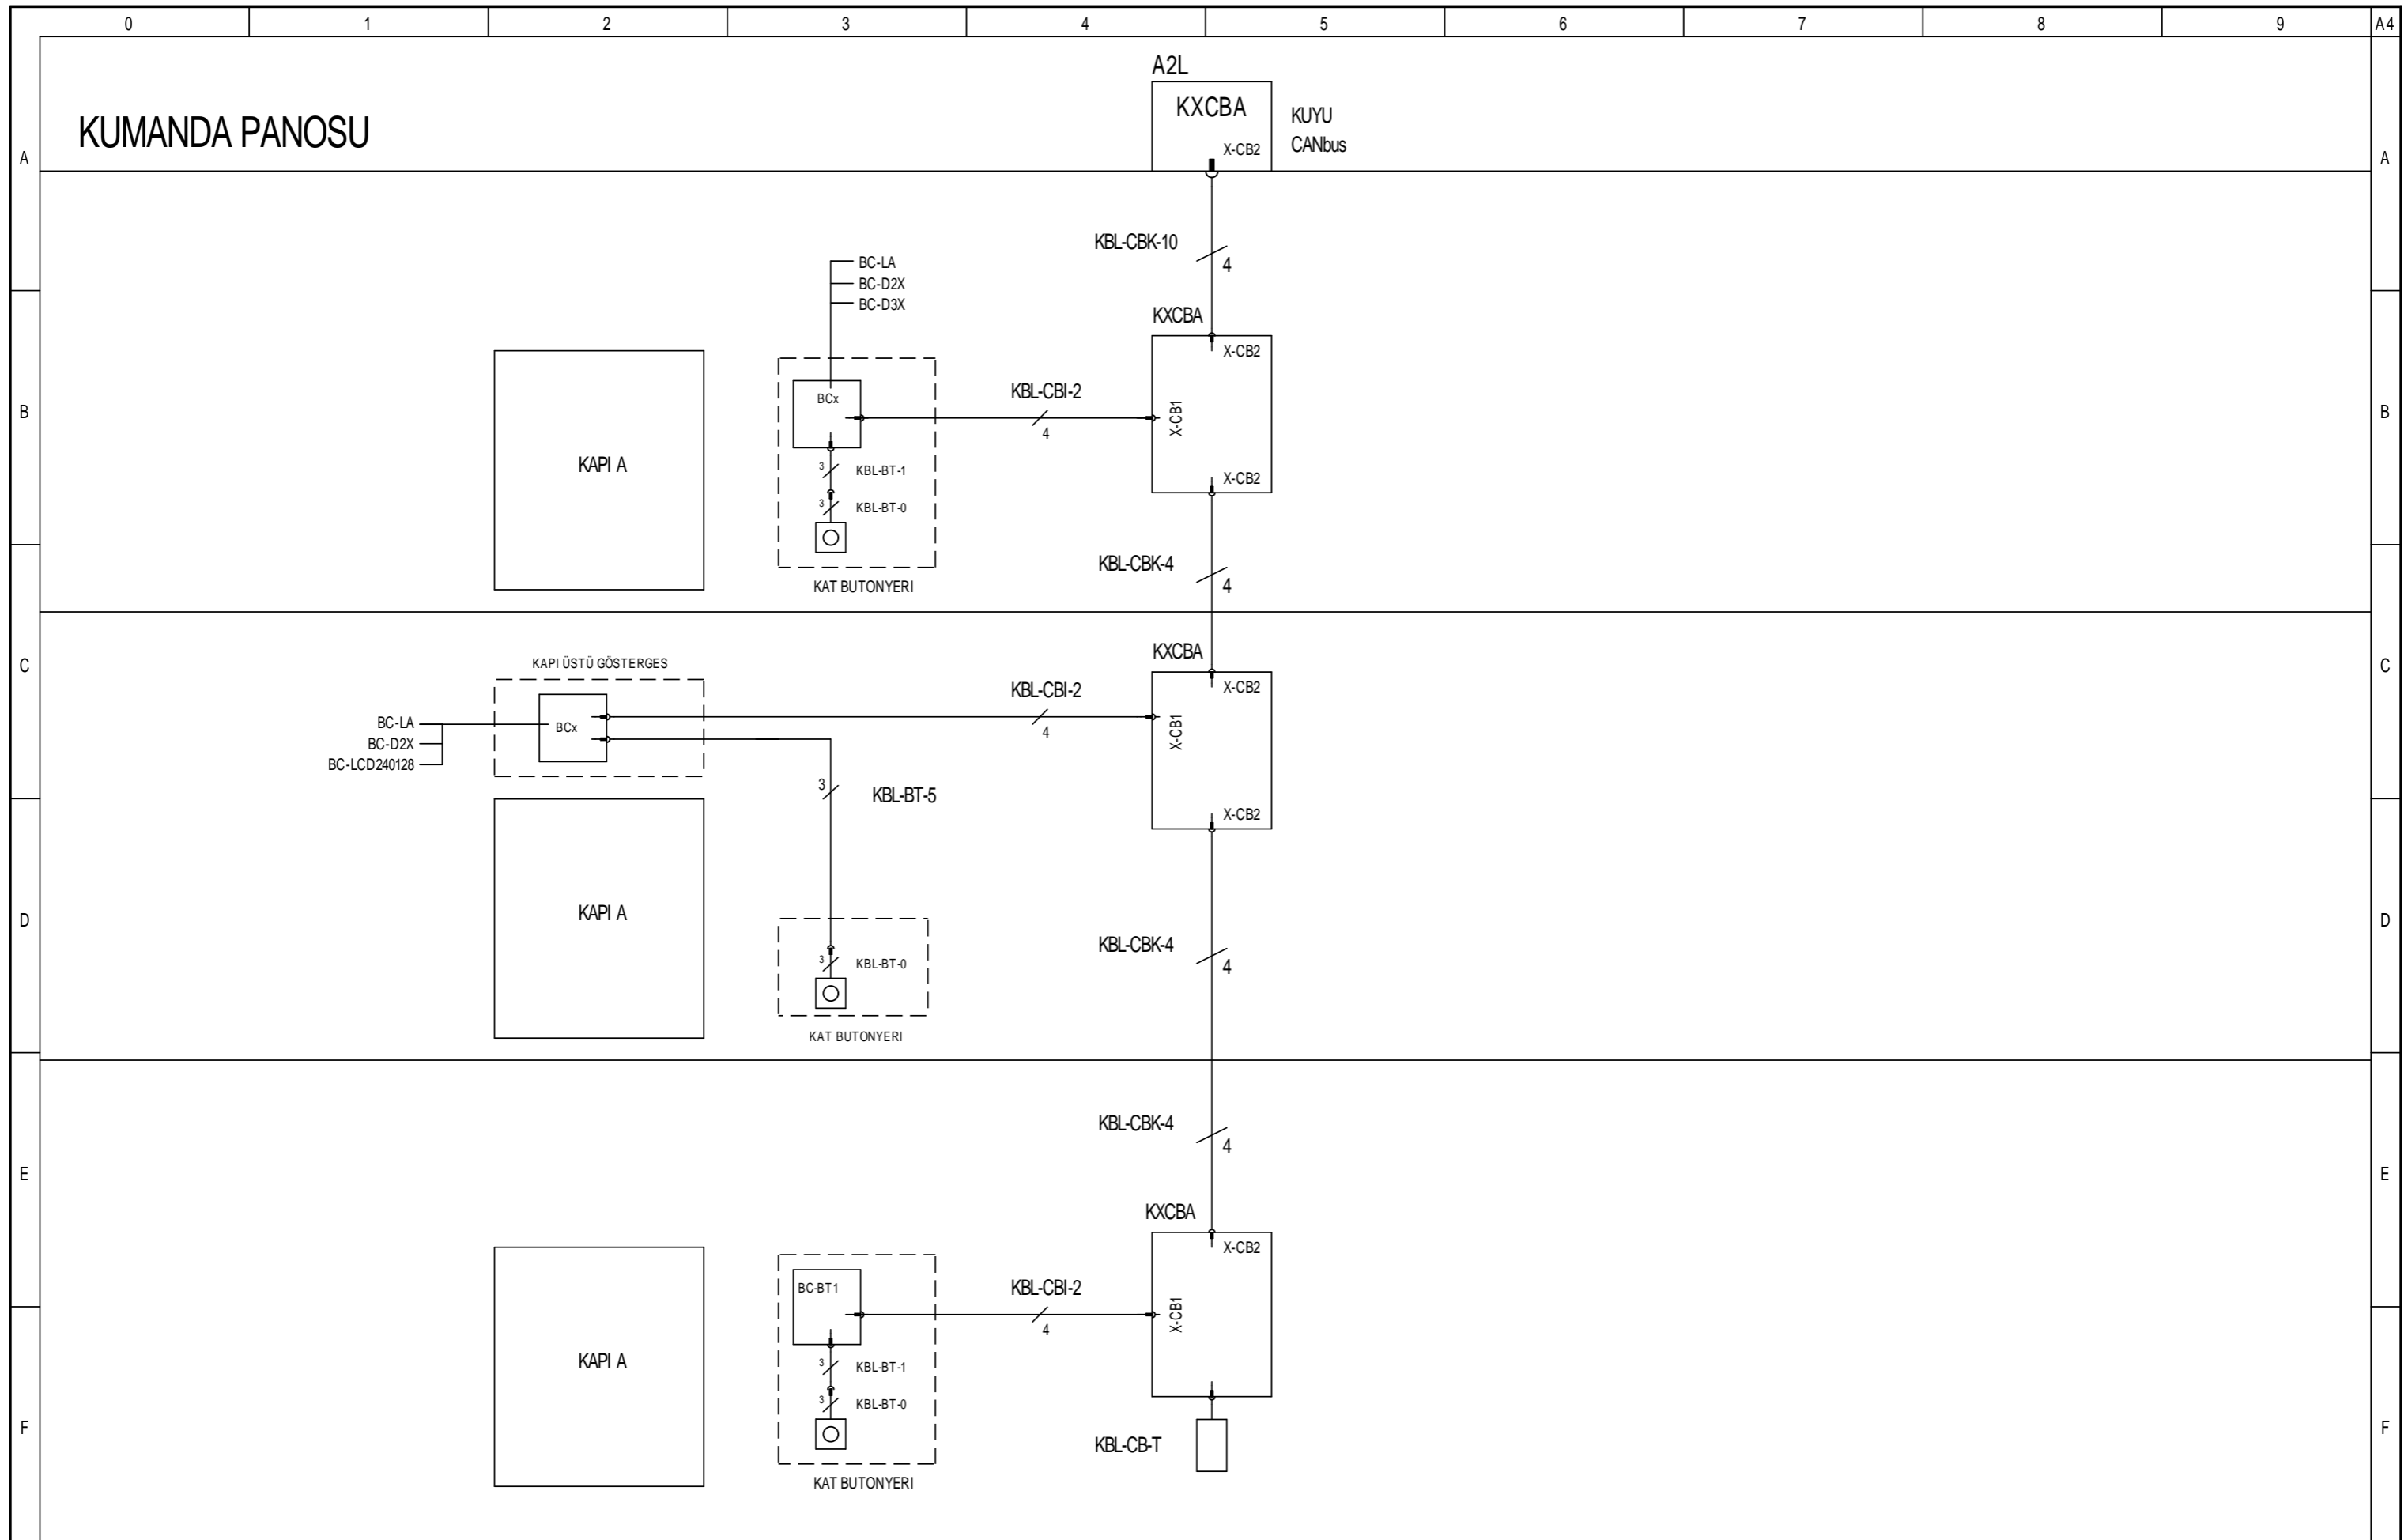 0 1 2 3 4 5 6 7 8 9 A4
A2L
KXCBA
X-CB2
KUYU
CANbus
KUMANDA PANOSU
A A
KBL-CBK-10
4
BC-LA
BC-D2X
BC-D3X
KXCBA
X-CB2
X-CB1
X-CB2
BCx
KBL-CBI-2
4
B B
KAPI A
3 KBL-BT-1
3 KBL-BT-0
KAT BUTONYERI
KBL-CBK-4
4
C C
KAPI ÜSTÜ GÖSTERGES
KXCBA
X-CB2
X-CB1
X-CB2
KBL-CBI-2
4
BC-LA
BC-D2X
BC-LCD240128
BCx
3
KBL-BT-5
KAPI A
D D
KBL-CBK-4
4
3 KBL-BT-0
KAT BUTONYERI
KBL-CBK-4
4
E E
KXCBA
X-CB2
X-CB1
BC-BT1
KBL-CBI-2
4
KAPI A
3 KBL-BT-1
3 KBL-BT-0
F F
KBL-CB-T
KAT BUTONYERI